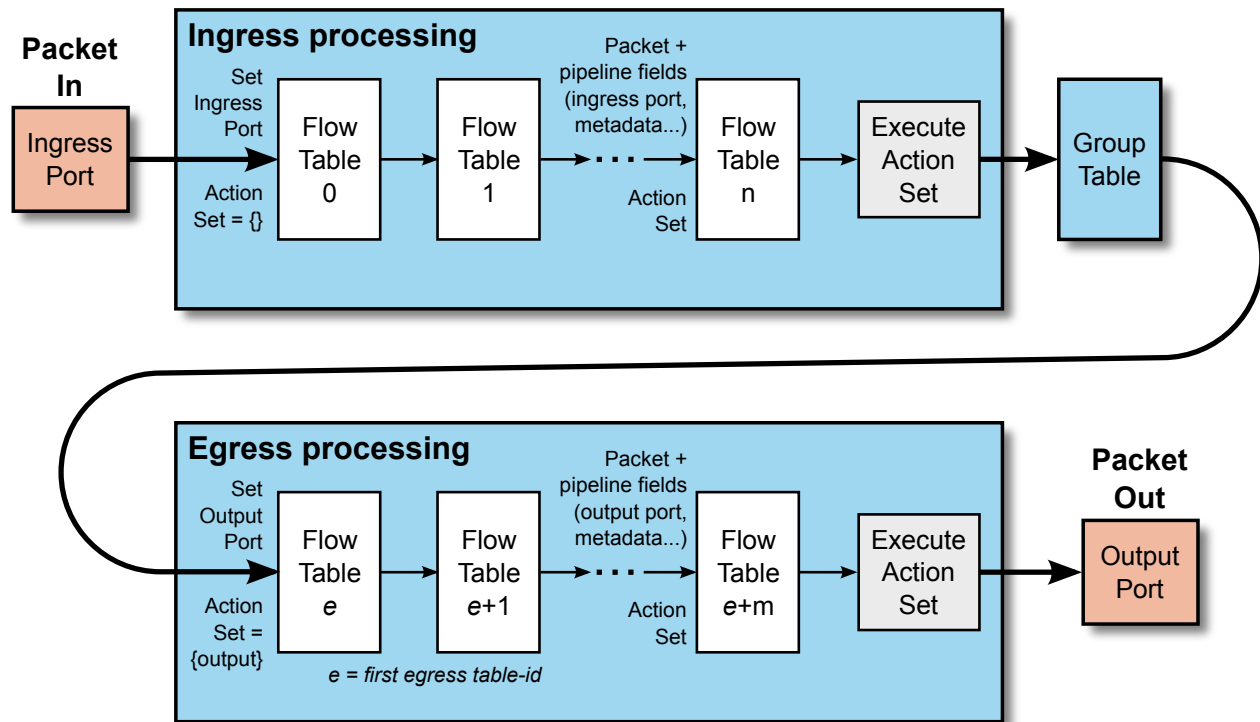 Ingress processing
Packet
In
Ingress
Port
Set
Ingress
Port
Action
Set = {}
Flow
Table
0
Flow
Table
1
Packet +
pipeline fields
(ingress port,
metadata...)
Action
Set
Flow
Table
n
Execute
Action
Set
Group
Table
Egress processing
Set
Output
Port
Action
Set =
{output}
Flow
Table
e
Flow
Table
e+1
e = first egress table-id
Packet +
pipeline fields
(output port,
metadata...)
Action
Set
Flow
Table
e+m
Execute
Action
Set
Packet
Out
Output
Port